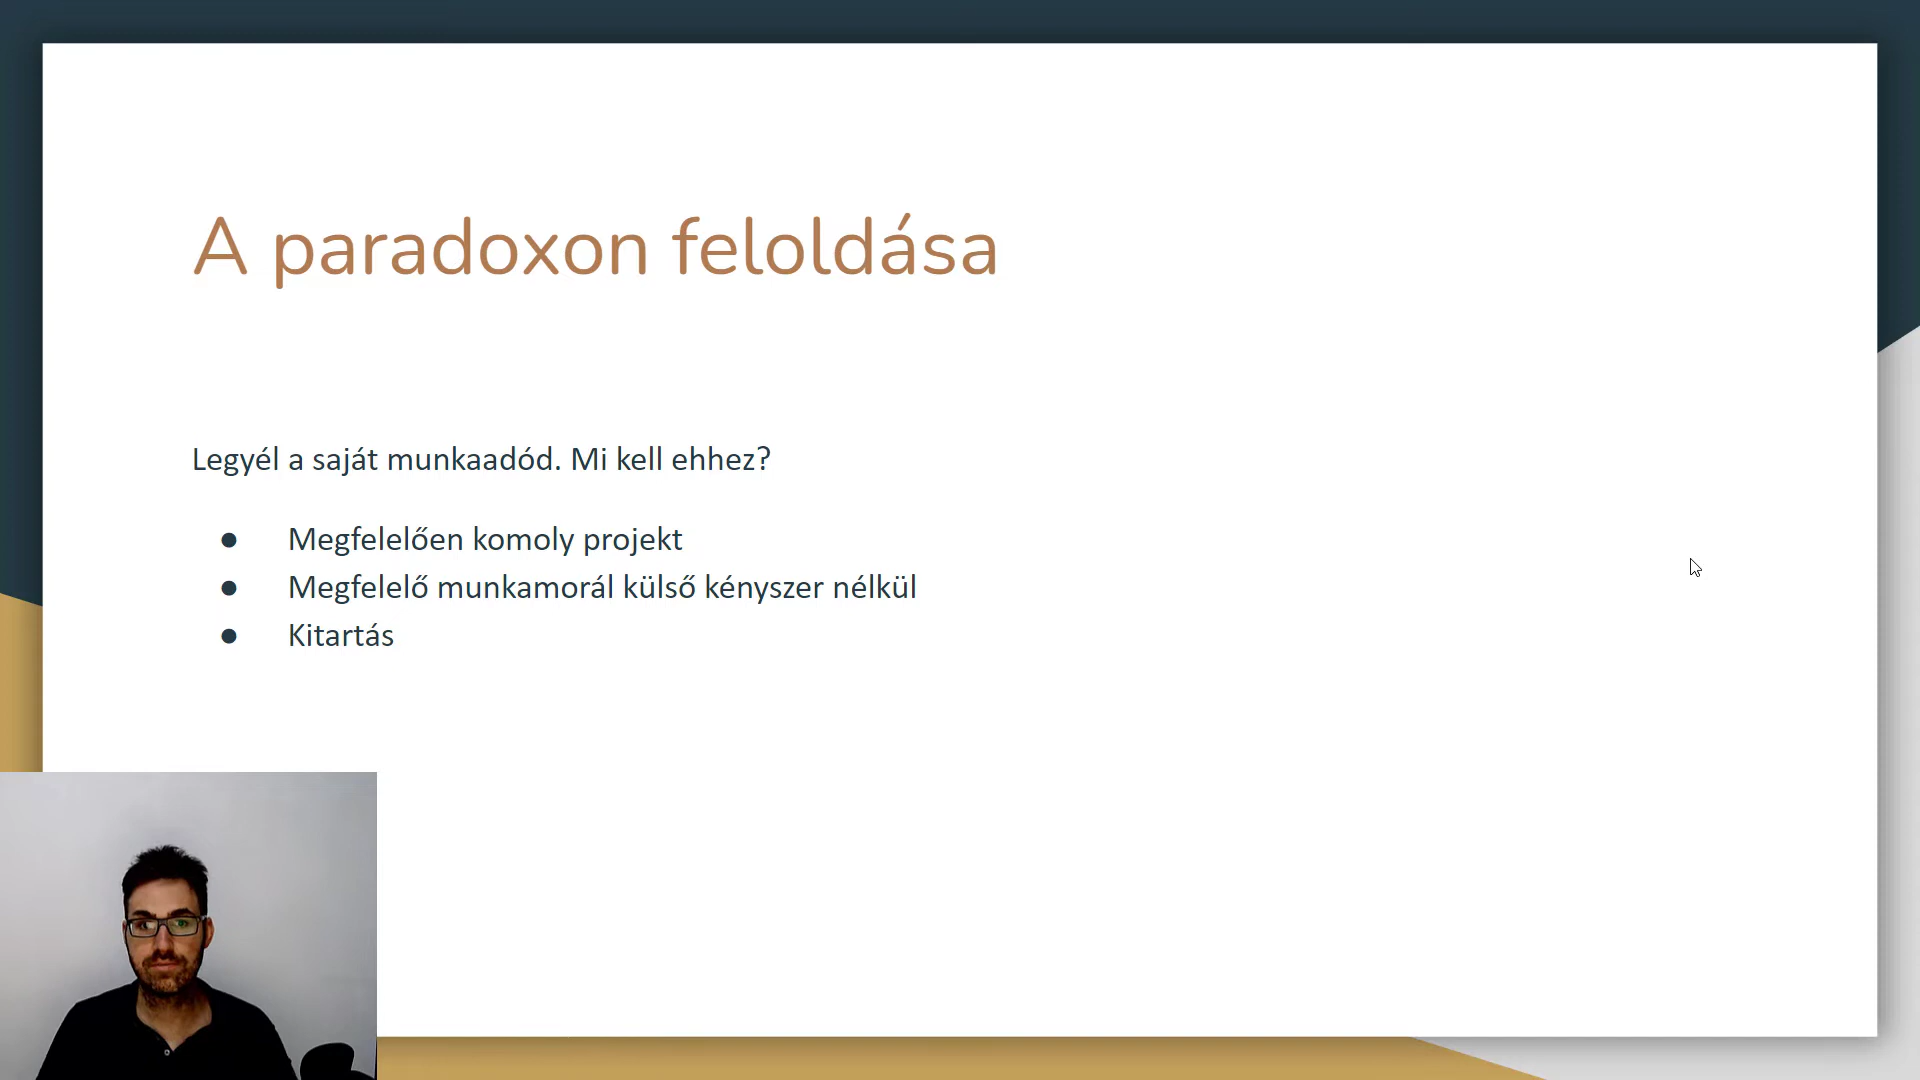 A paradoxon feloldása
Legyél a saját munkaadód. Mi kell ehhez?
● Megfelelően komoly projekt
● Megfelelő munkamorál külső kényszer nélkül
● Kitartás